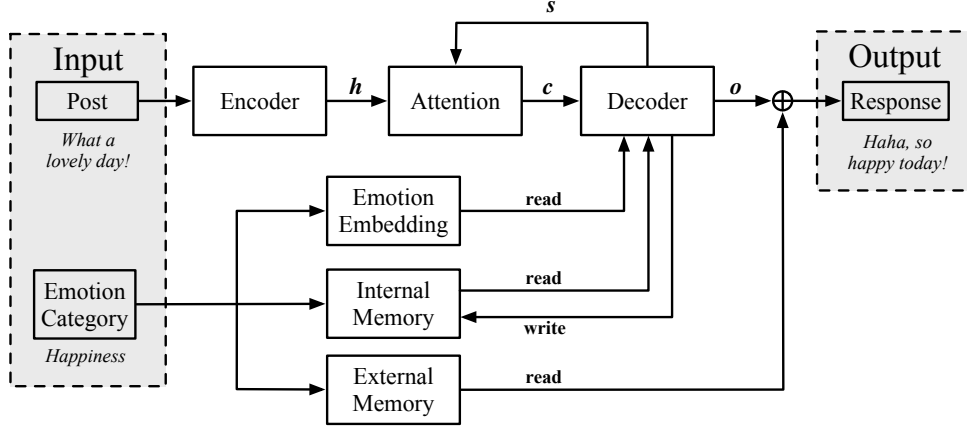 Input
Post
What a
lovely day!
Emotion
Category
Happiness
Encoder
h
Attention
c
s
Decoder
o
Emotion
Embedding
read
Internal
Memory
read
write
External
Memory
read
Output
Response
Haha, so
happy today!